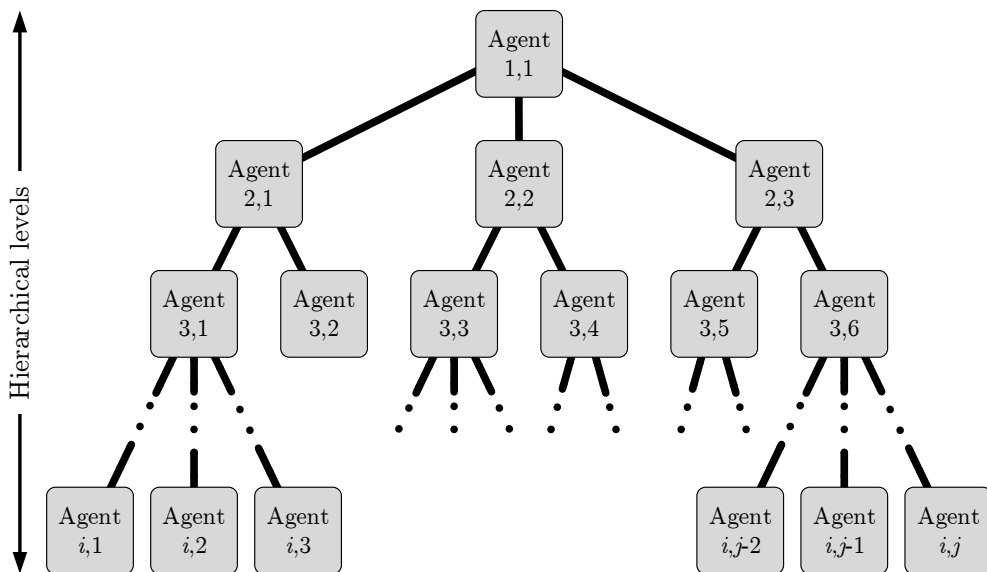 Agent
1,1
Agent
2,1
Agent
2,2
Agent
2,3
Agent
3,1
Agent
3,2
Agent
3,3
Agent
3,4
Agent
3,5
Agent
3,6
Agent
i,1
Agent
i,2
Agent
i,3
Agent
i,j-2
Agent
i,j-1
Agent
i,j
Hierarchical levels